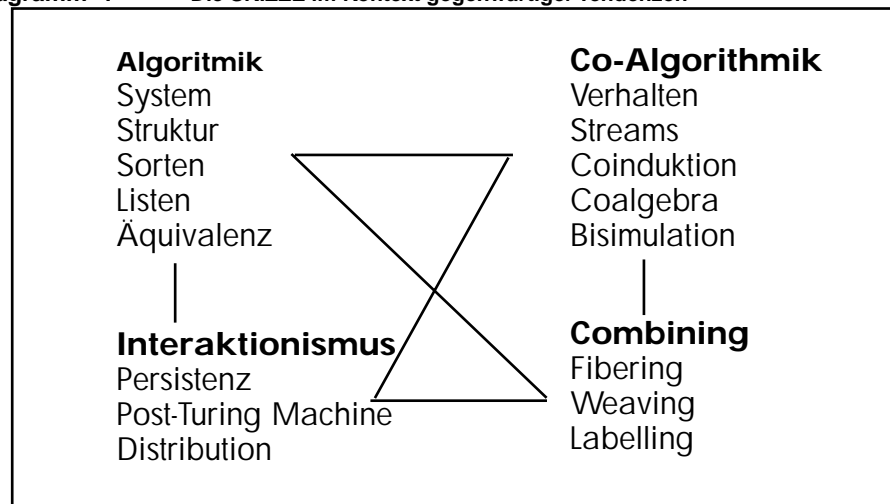 Algoritmik
System
Struktur
Sorten
Listen
Äquivalenz
Co-Algorithmik
Verhalten
Streams
Coinduktion
Coalgebra
Bisimulation
Interaktionismus
Persistenz
Post-Turing Machine
Distribution
Combining
Fibering
Weaving
Labelling